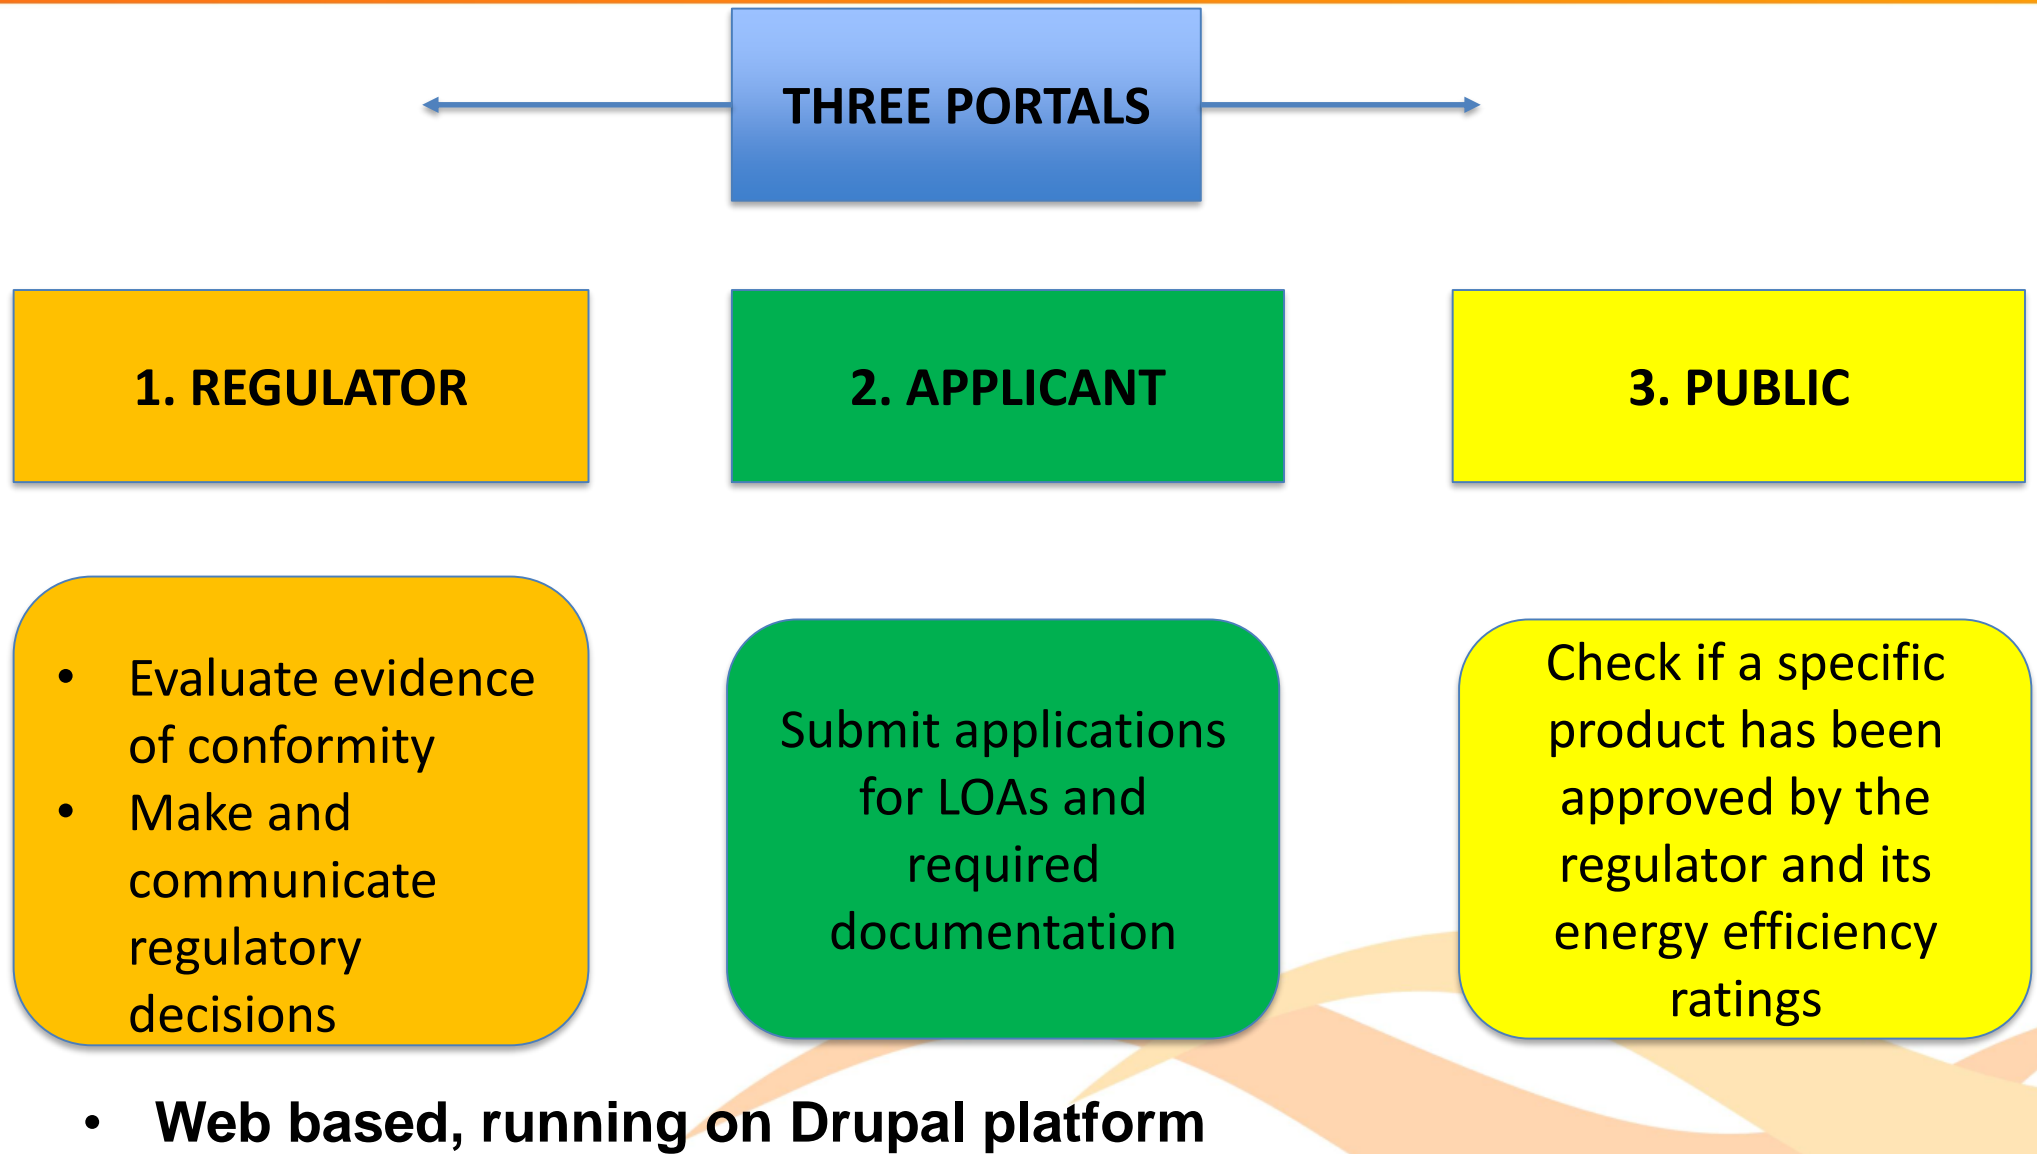 THREE PORTALS
1. REGULATOR
2. APPLICANT
3. PUBLIC
• Evaluate evidence
of conformity
• Make and
communicate
regulatory
decisions
Submit applications
for LOAs and
required
documentation
Check if a specific
product has been
approved by the
regulator and its
energy efficiency
ratings
• Web based, running on Drupal platform